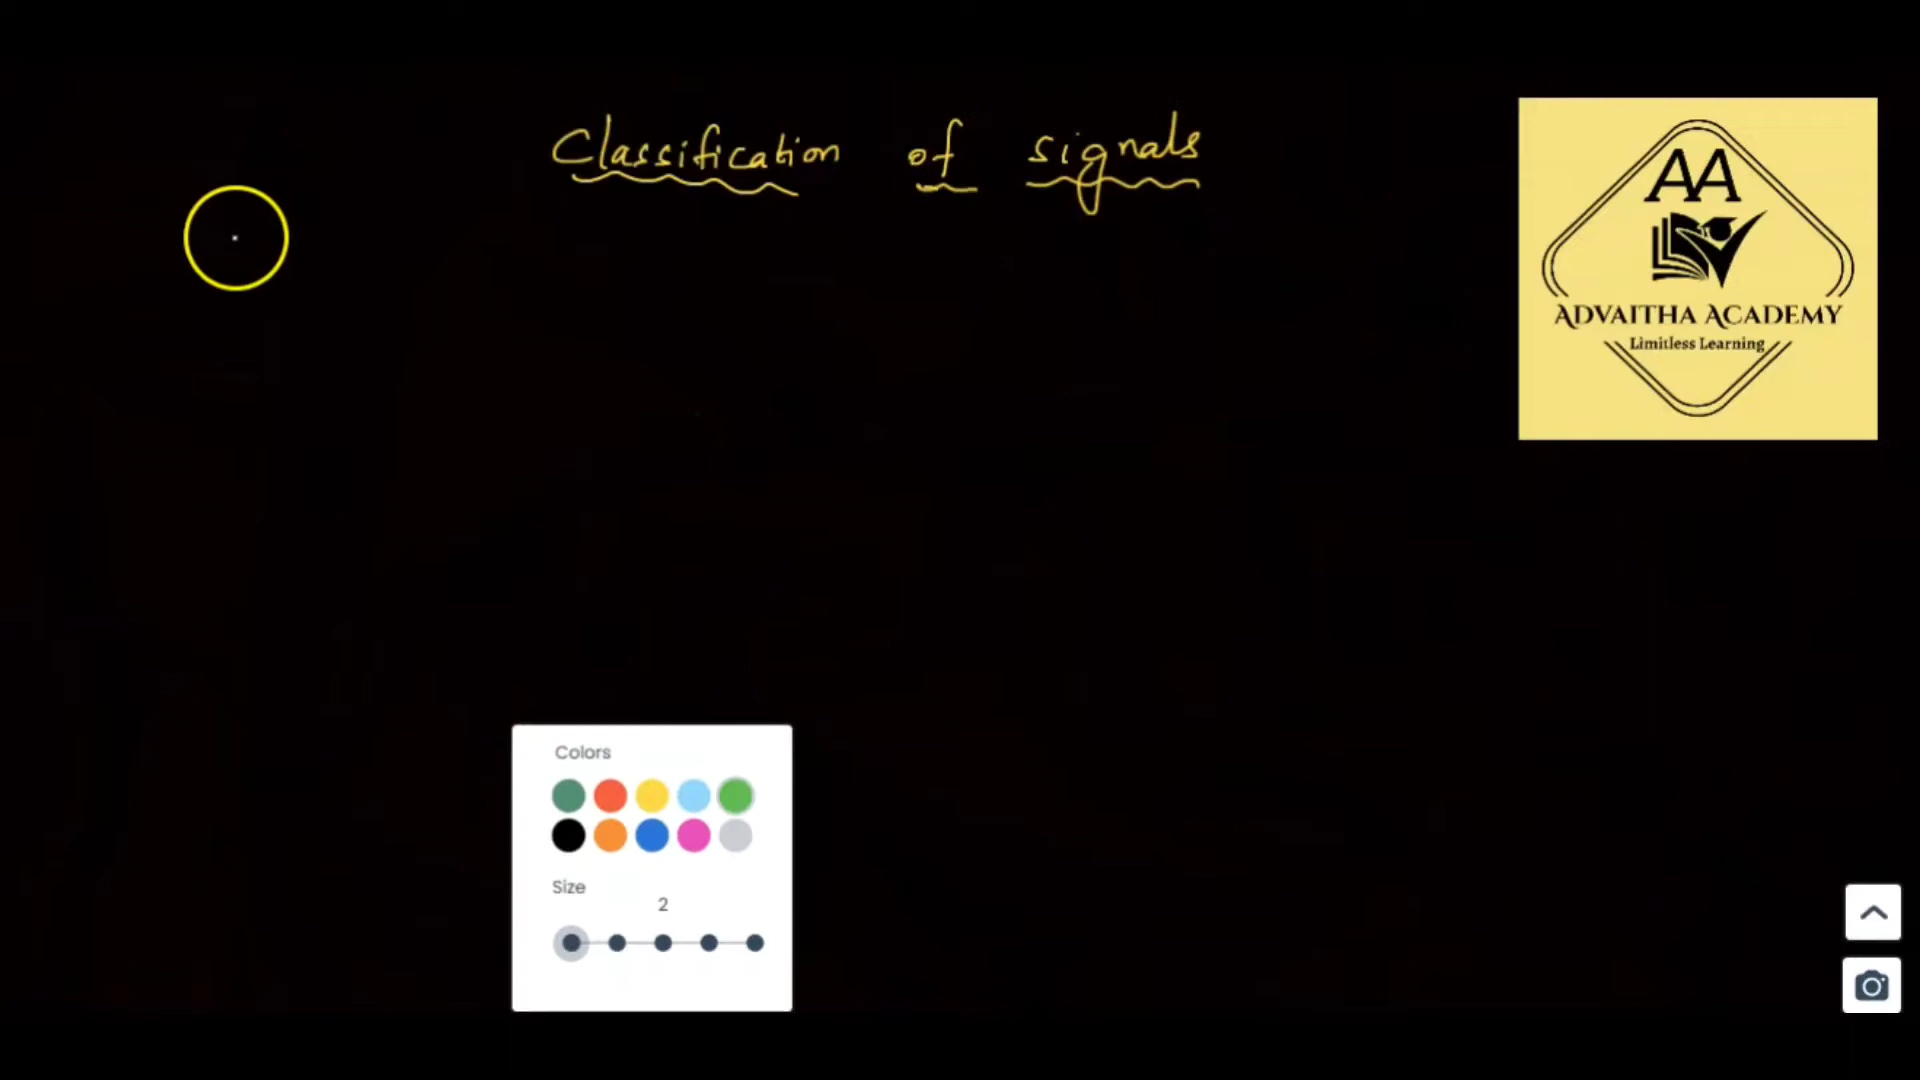 Classification of signals
AA
ADVAITHA ACADEMY
Limitless Learning
Colors
Size
2